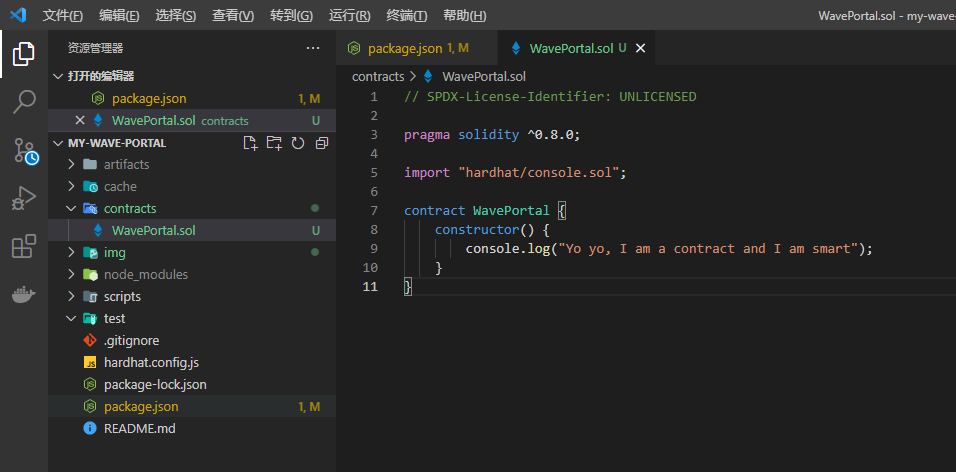 文件(F) 编辑(E) 选择(S) 查看(V) 转到(G) 运行(R) 终端(T) 帮助(H) WavePortal.sol - my-wave-
资源管理器 ···
打开的编辑器
package.json 1, M
WavePortal.sol contracts U
MY-WAVE-PORTAL
artifacts
cache
contracts
WavePortal.sol U
img
node_modules
scripts
test
.gitignore
hardhat.config.js
package-lock.json
package.json 1, M
README.md
package.json 1, M WavePortal.sol U
contracts > WavePortal.sol
1 // SPDX-License-Identifier: UNLICENSED
2
3 pragma solidity ^0.8.0;
4
5 import "hardhat/console.sol";
6
7 contract WavePortal {
8 constructor() {
9 console.log("Yo yo, I am a contract and I am smart");
10 }
11 }